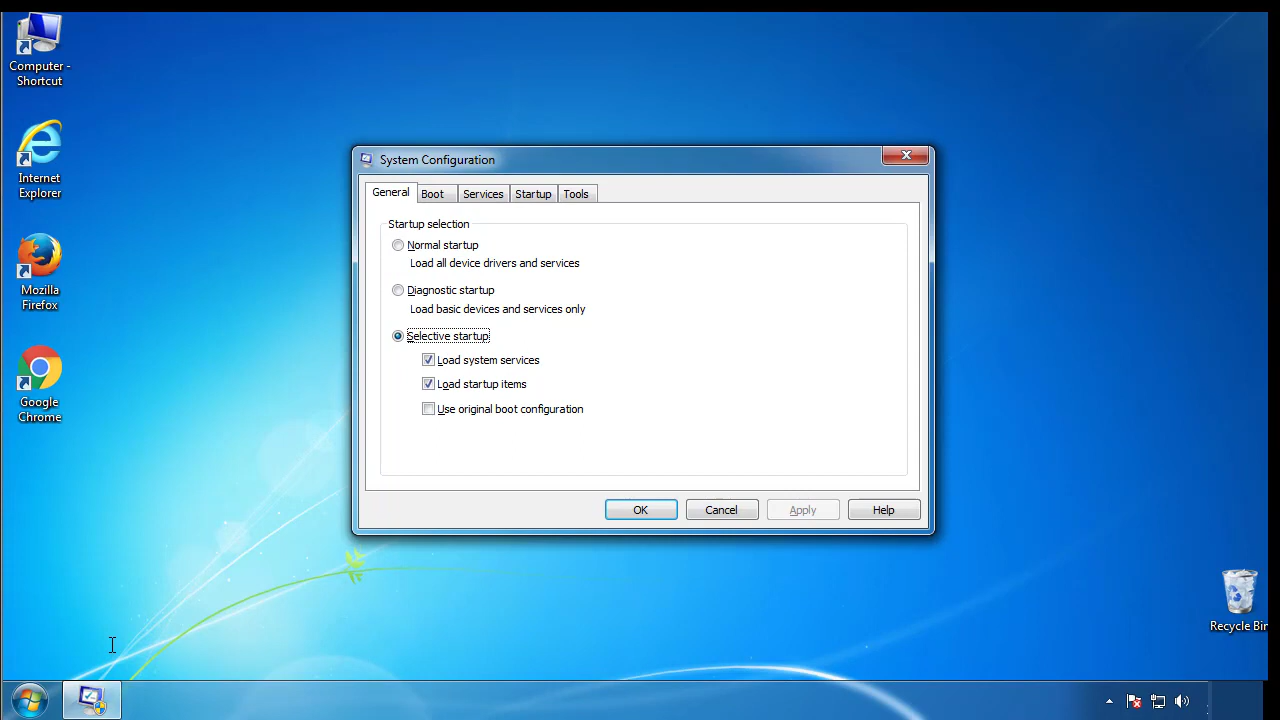 Computer -
Shortcut
Internet
Explorer
Mozilla
Firefox
Google
Chrome
System Configuration
General
Boot
Services
Startup
Tools
Startup selection
Normal startup
Load all device drivers and services
Diagnostic startup
Load basic devices and services only
Selective startup
Load system services
Load startup items
Use original boot configuration
OK
Cancel
Apply
Help
Recycle Bin